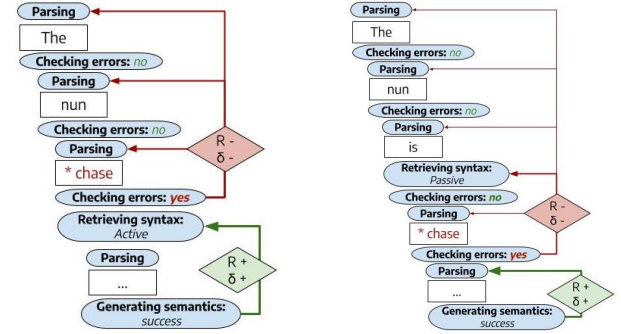 Parsing
The
Checking errors: no
Parsing
nun
Checking errors: no
Parsing
* chase
Checking errors: yes
R -
δ -
Retrieving syntax:
Active
Parsing
...
R +
δ +
Generating semantics:
success
Parsing
The
Checking errors: no
Parsing
nun
Checking errors: no
Parsing
is
Retrieving syntax:
Passive
Checking errors: no
R -
δ -
Parsing
* chase
Checking errors: yes
Parsing
...
R +
δ +
Generating semantics:
success